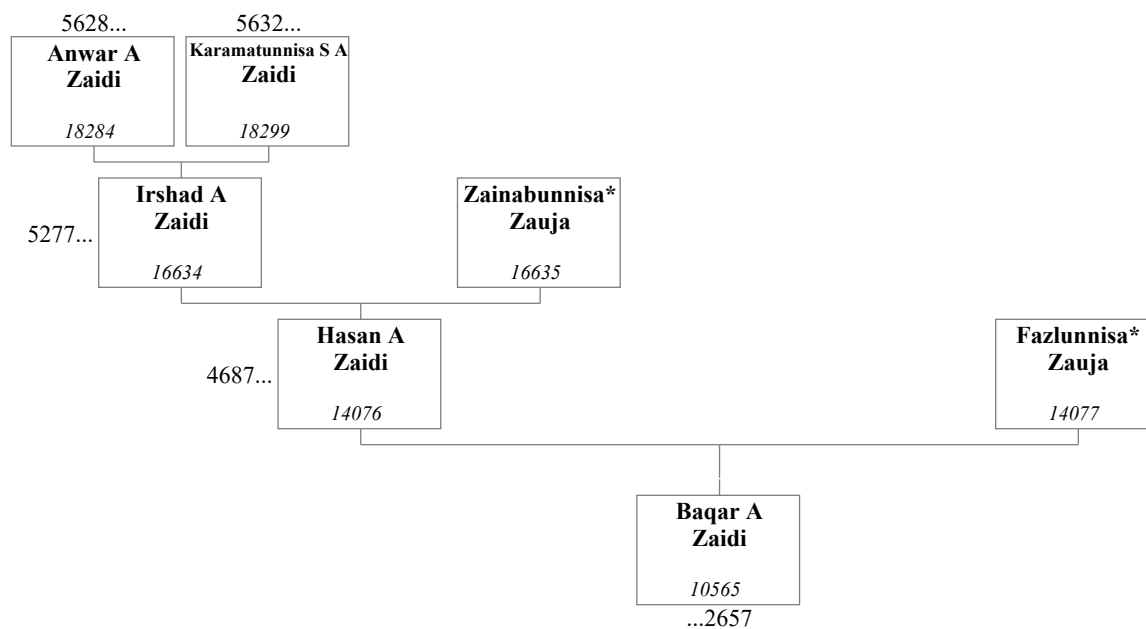 5628... 5632...
Anwar A
Zaidi
18284
Karamatunnisa S A
Zaidi
18299
5277...
Irshad A
Zaidi
16634
Zainabunnisa*
Zauja
16635
4687...
Hasan A
Zaidi
14076
Fazlunnisa*
Zauja
14077
Baqar A
Zaidi
10565
...2657